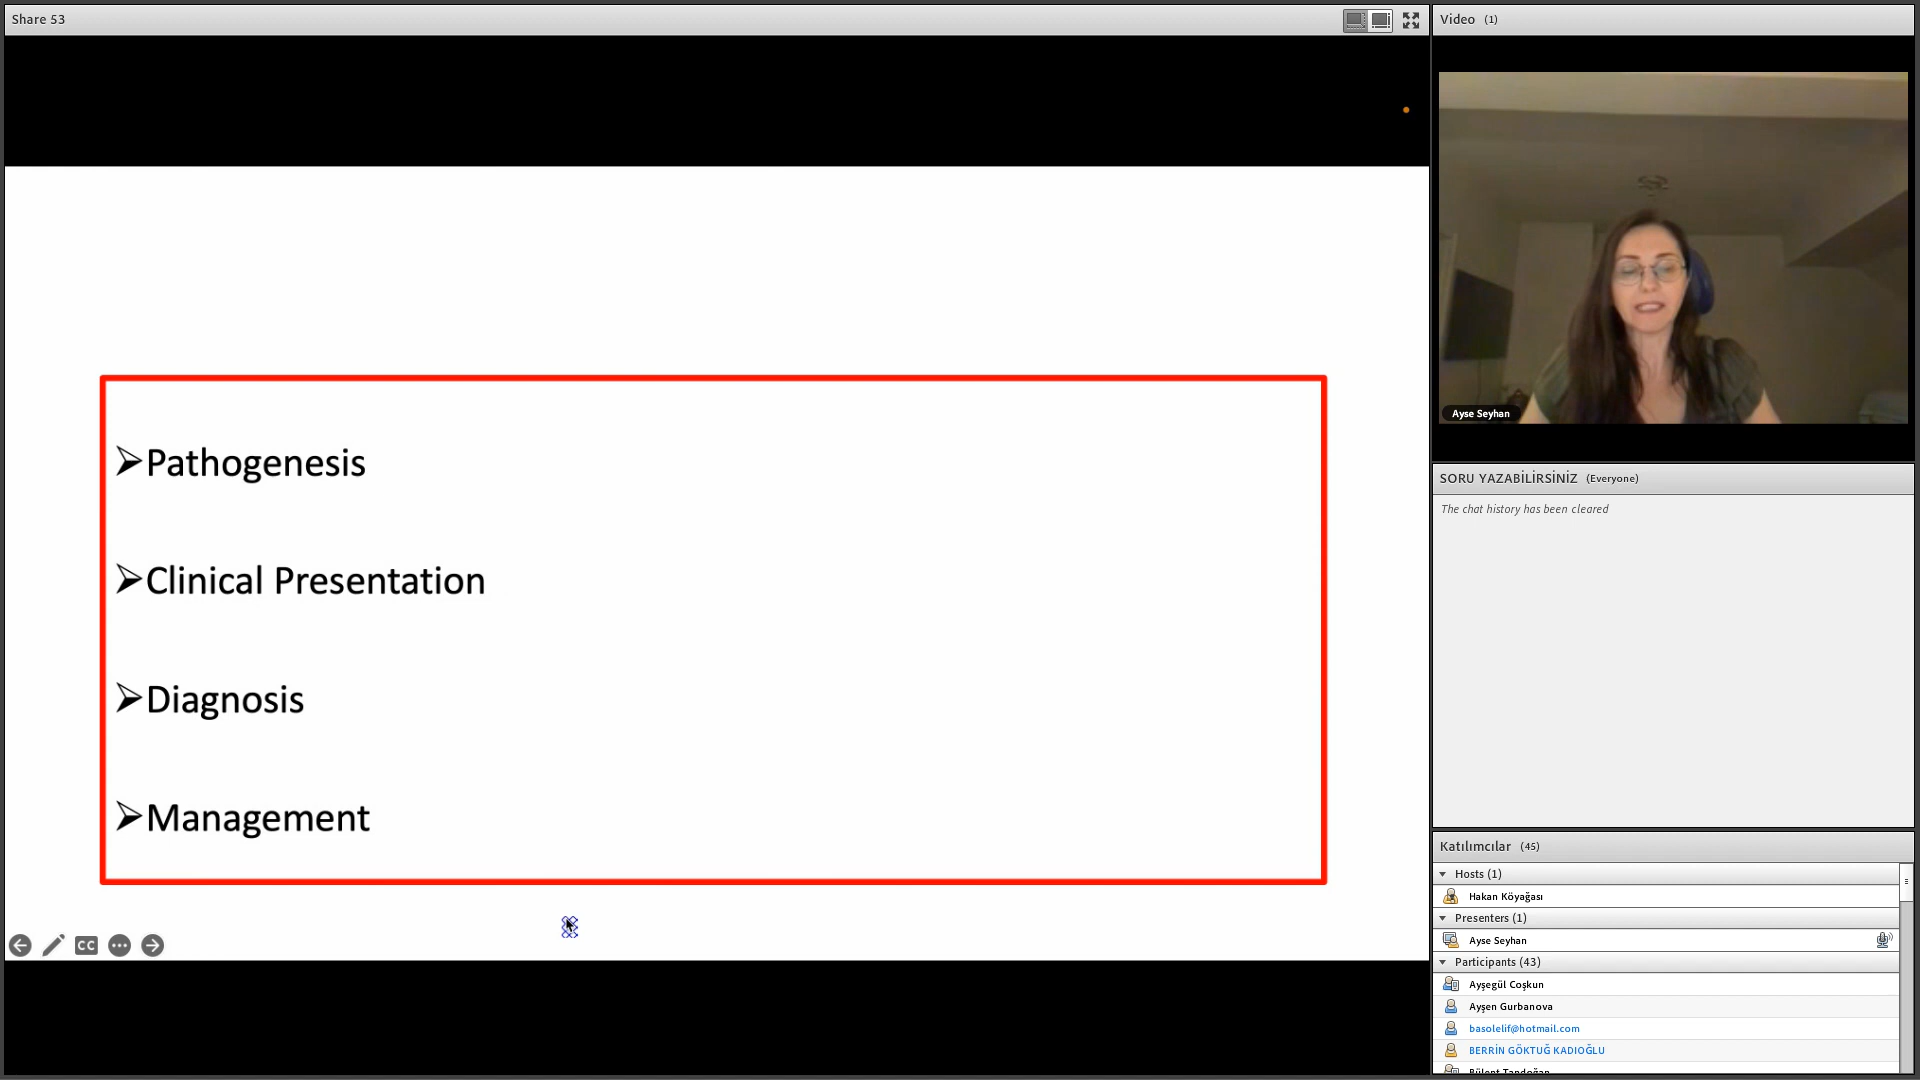 Share 53
Pathogenesis
Clinical Presentation
Diagnosis
Management
CC
Video (1)
Ayse Seyhan
SORU YAZABİLİRSİNİZ (Everyone)
The chat history has been cleared
Katılımcılar (45)
Hosts (1)
Hakan Köyağası
Presenters (1)
Ayse Seyhan
Participants (43)
Ayşegül Coşkun
Ayşen Gurbanova
basolelif@hotmail.com
BERRİN GÖKTUĞ KADIOĞLU
Bülent Tandoğan